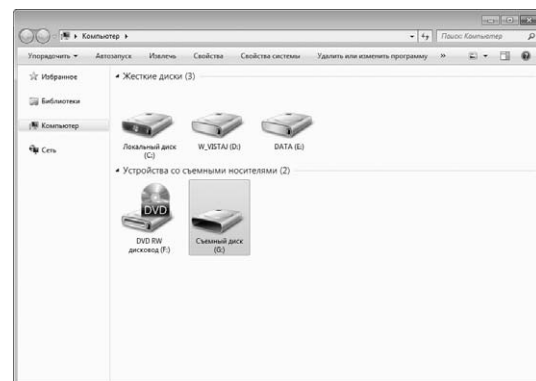 Компьютер
Поиск: Компьютер
Упорядочить
Автозапуск
Извлечь
Свойства
Свойства системы
Удалить или изменить программу
»
Избранное
Библиотеки
Компьютер
Сеть
Жесткие диски (3)
Локальный диск
(C:)
W_VISTAJ (D:)
DATA (E:)
Устройства со съемными носителями (2)
DVD
DVD RW
дисковод (F:)
Съемный диск
(G:)